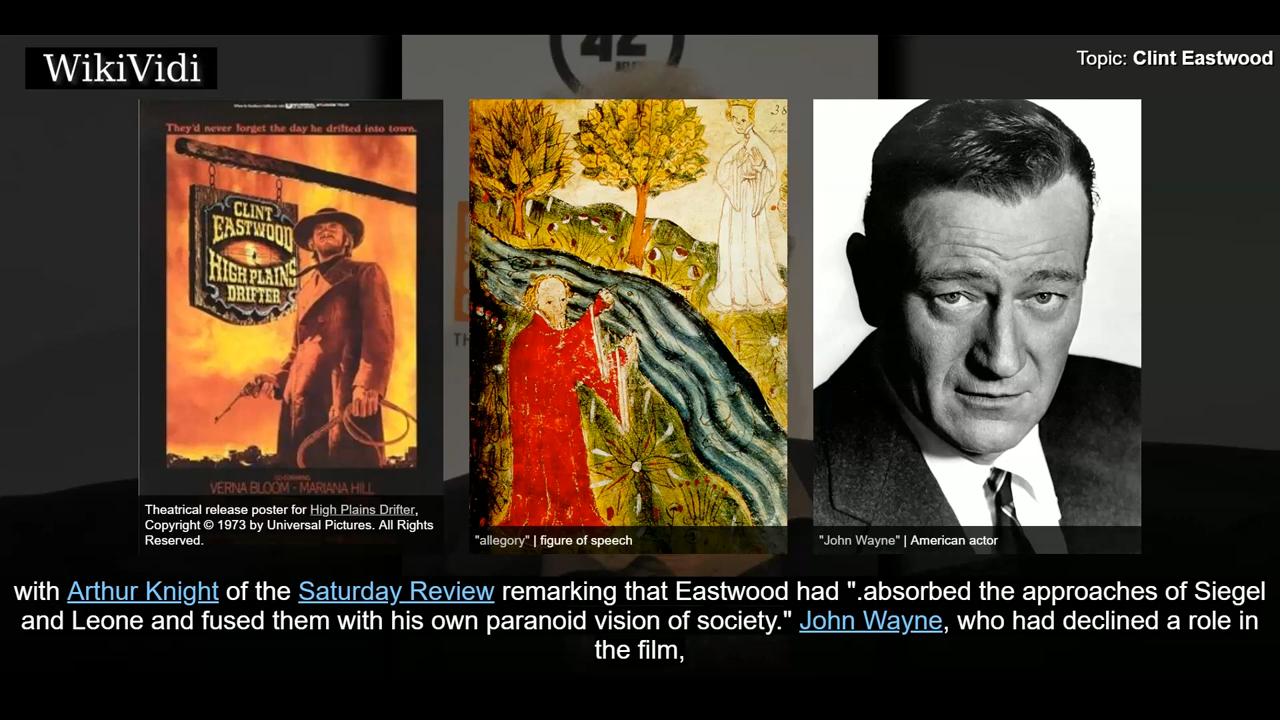 42
WikiVidi
Topic: Clint Eastwood
They'd never forget the day he drifted into town.
CLINT
EASTWOOD
HIGH PLAINS
DRIFTER
VERNA BLOOM · MARIANA HILL
Theatrical release poster for High Plains Drifter,
Copyright © 1973 by Universal Pictures. All Rights
Reserved.
"allegory" | figure of speech
"John Wayne" | American actor
with Arthur Knight of the Saturday Review remarking that Eastwood had ".absorbed the approaches of Siegel
and Leone and fused them with his own paranoid vision of society." John Wayne, who had declined a role in
the film,